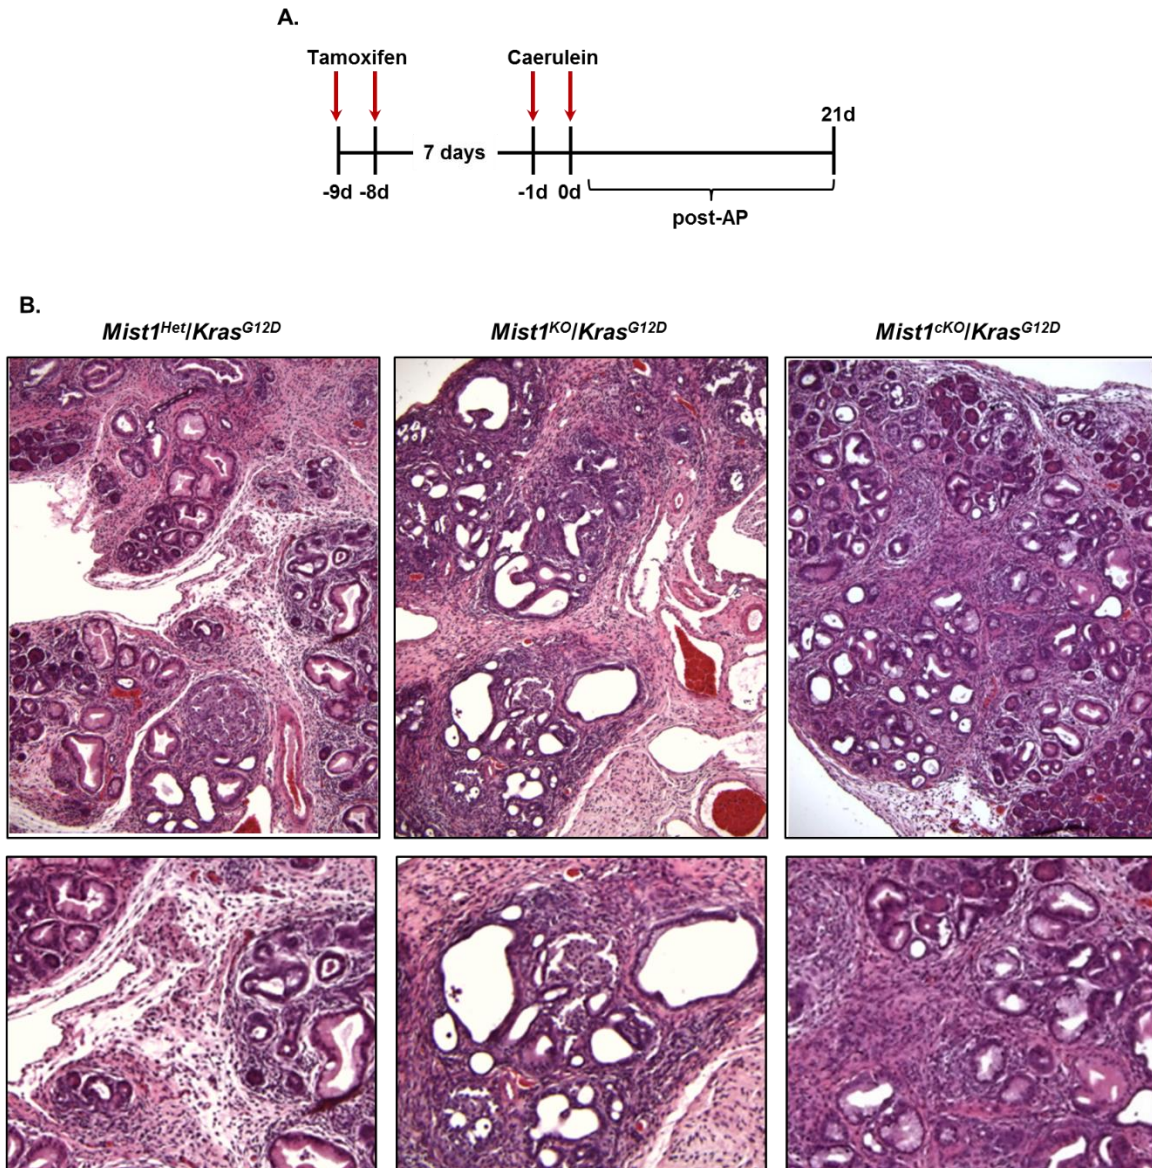 A.
Tamoxifen Caerulein
21d
7 days
-9d -8d -1d 0d
post-AP
B.
Mist1Het/KrasG12D Mist1KO/KrasG12D Mist1cKO/KrasG12D